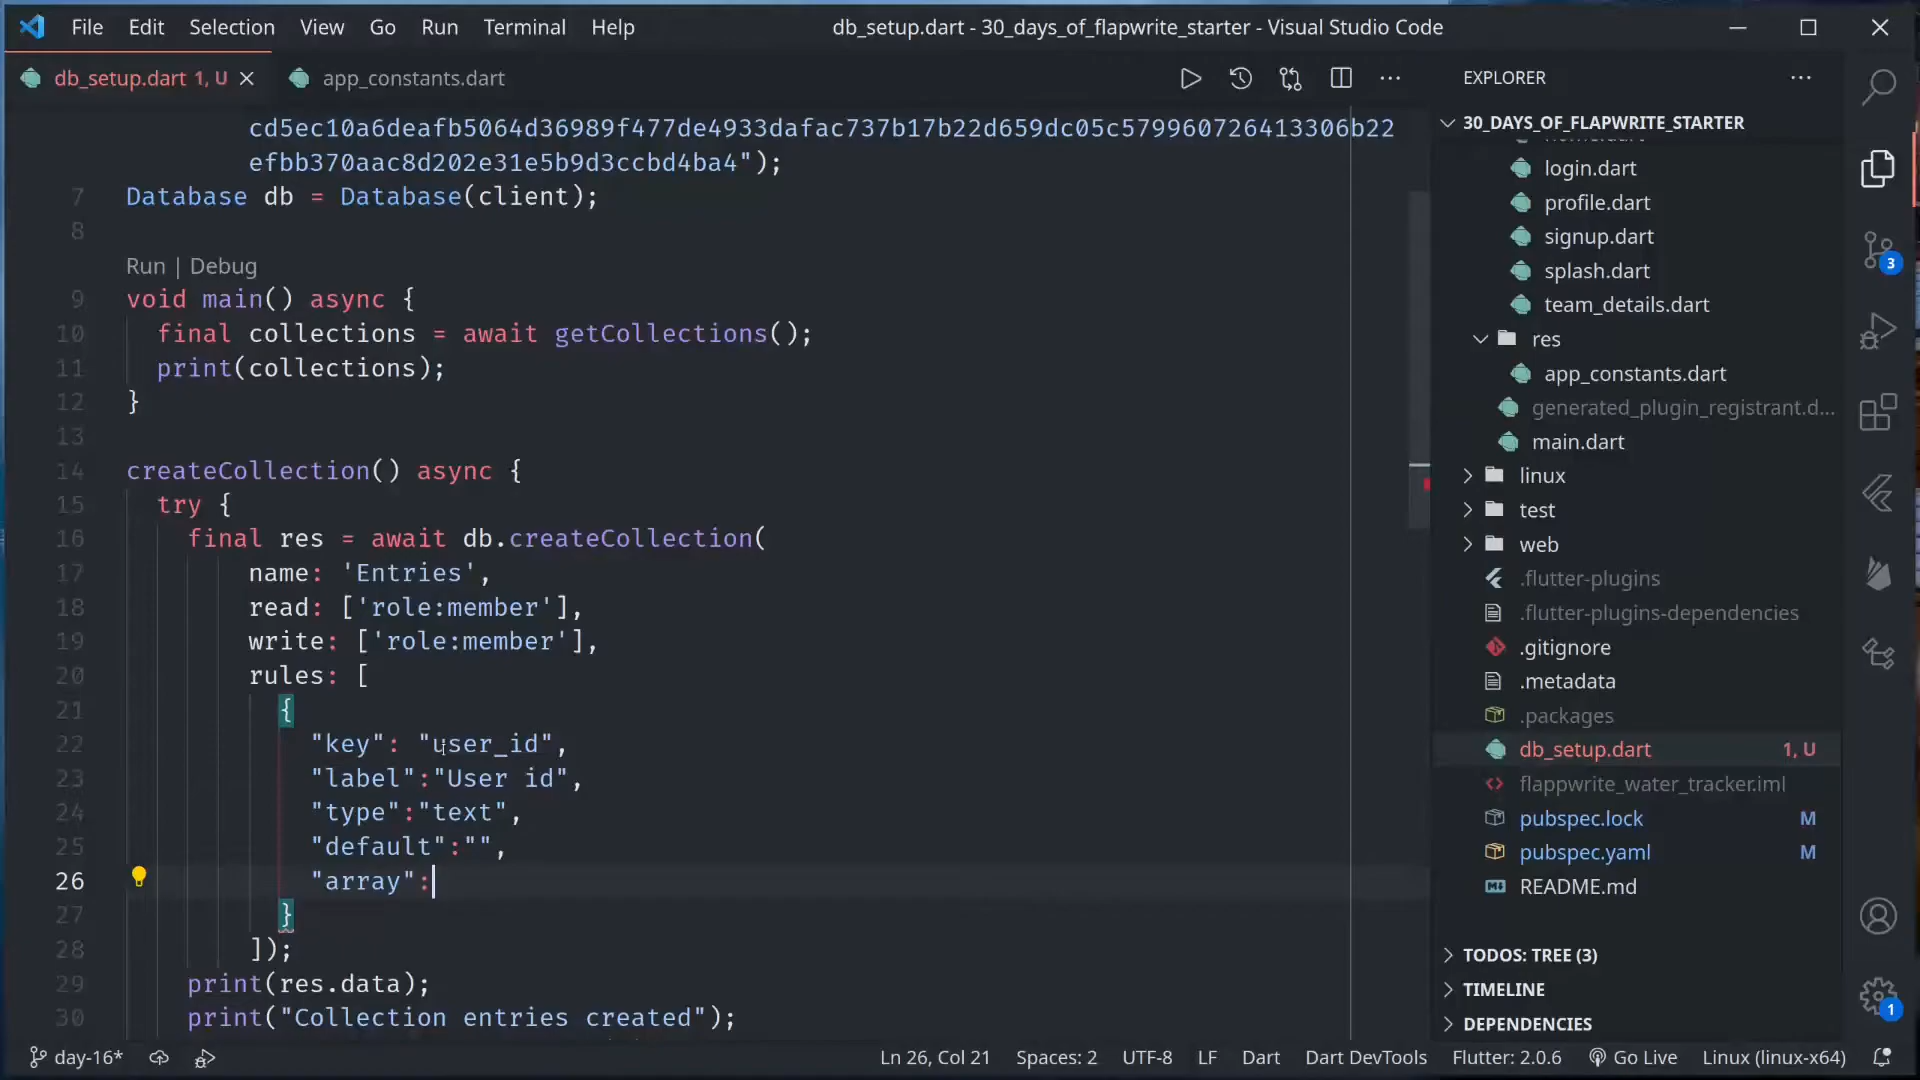 File Edit Selection View Go Run Terminal Help
db_setup.dart - 30_days_of_flapwrite_starter - Visual Studio Code
db_setup.dart 1, U
app_constants.dart
cd5ec10a6deafb5064d36989f477de4933dafac737b17b22d659dc05c579960726413306b22
efbb370aac8d202e31e5b9d3ccbd4ba4");
7 Database db = Database(client);
8
Run | Debug
9 void main() async {
10 final collections = await getCollections();
11 print(collections);
12 }
13
14 createCollection() async {
15 try {
16 final res = await db.createCollection(
17 name: 'Entries',
18 read: ['role:member'],
19 write: ['role:member'],
20 rules: [
21 {
22 "key": "user_id",
23 "label":"User id",
24 "type":"text",
25 "default":"",
26 "array":
27 }
28 ]);
29 print(res.data);
30 print("Collection entries created");
EXPLORER
30_DAYS_OF_FLAPWRITE_STARTER
login.dart
profile.dart
signup.dart
splash.dart
team_details.dart
res
app_constants.dart
generated_plugin_registrant.d...
main.dart
linux
test
web
.flutter-plugins
.flutter-plugins-dependencies
.gitignore
.metadata
.packages
db_setup.dart 1, U
flappwrite_water_tracker.iml
pubspec.lock M
pubspec.yaml M
README.md
TODOS: TREE (3)
TIMELINE
DEPENDENCIES
3
1
day-16*
Ln 26, Col 21 Spaces: 2 UTF-8 LF Dart Dart DevTools Flutter: 2.0.6 Go Live Linux (linux-x64)